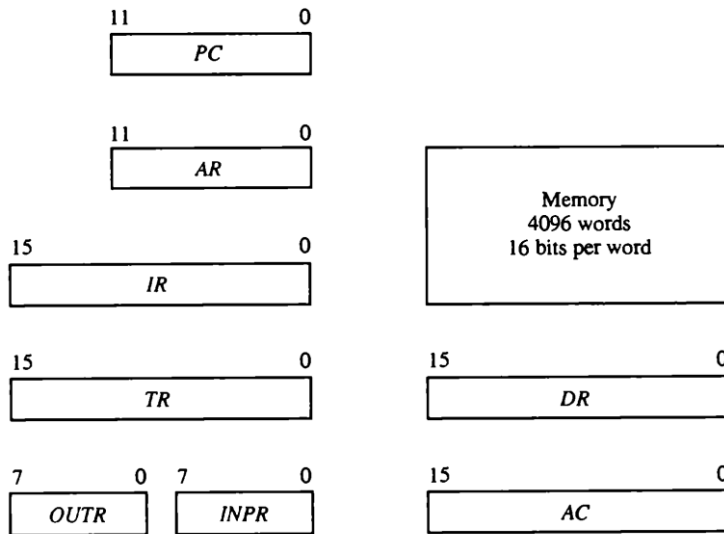 11 0
PC
11 0
AR
Memory
4096 words
16 bits per word
15 0
IR
15 0
TR
15 0
DR
7 0
OUTR
7 0
INPR
15 0
AC